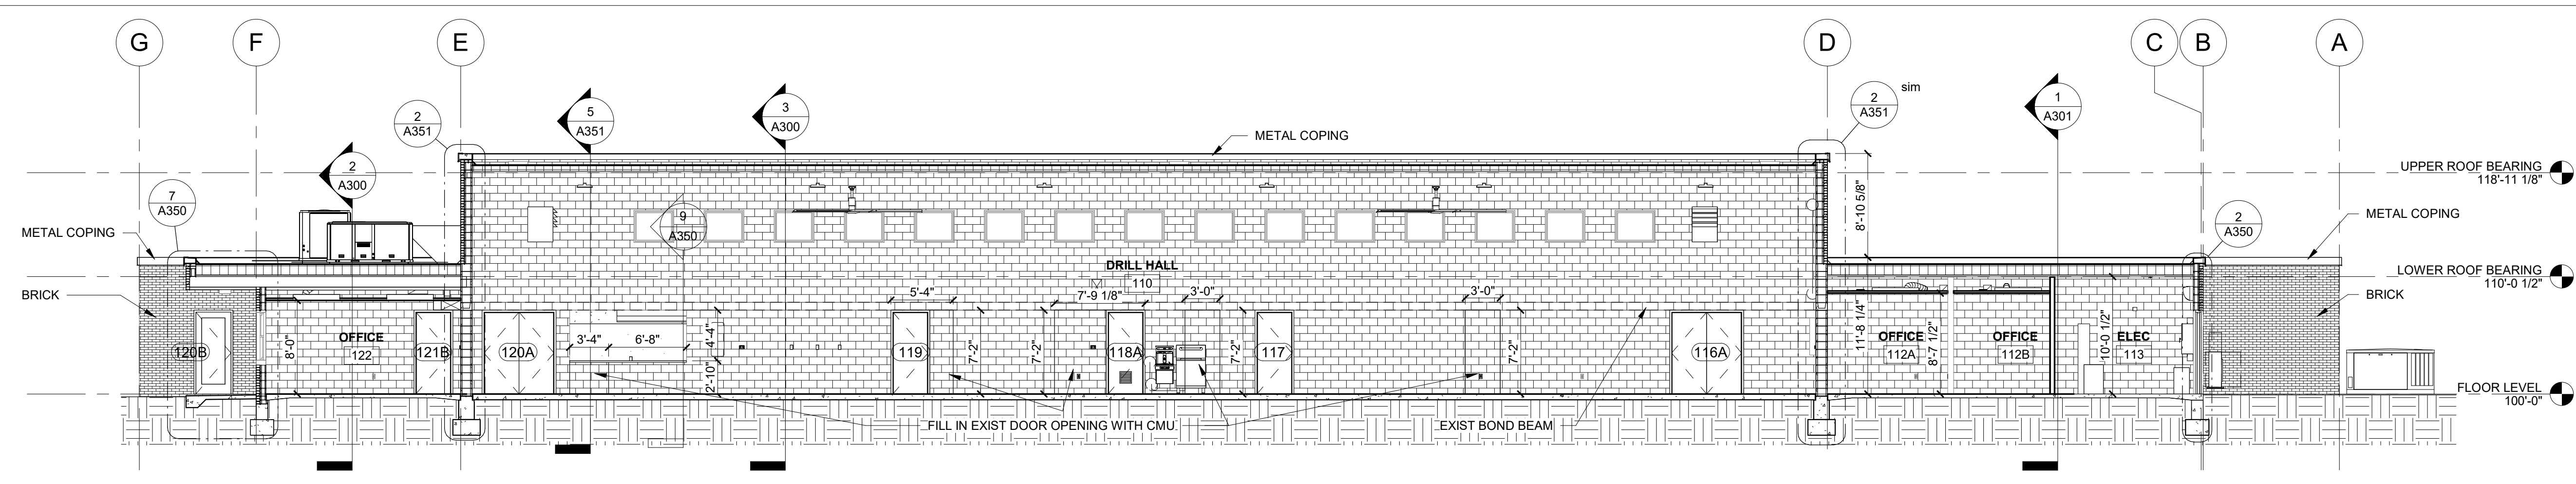 G
F
E
D
C
B
A
2
A351
sim
5
A351
3
A300
1
A301
2
A351
METAL COPING
2
A300
7
A350
UPPER ROOF BEARING
118'-11 1/8"
8'-10 5/8"
METAL COPING
9
A350
2
A350
METAL COPING
DRILL HALL
110
LOWER ROOF BEARING
110'-0 1/2"
BRICK
5'-4"
7'-9 1/8"
3'-0"
3'-0"
BRICK
OFFICE
122
120B
8'-0"
121B
120A
3'-4"
6'-8"
4'-4"
2'-10"
119
7'-2"
7'-2"
118A
7'-2"
117
7'-2"
116A
11'-8 1/4"
OFFICE
112A
8'-7 1/2"
OFFICE
112B
10'-0 1/2"
ELEC
113
FLOOR LEVEL
100'-0"
FILL IN EXIST DOOR OPENING WITH CMU
EXIST BOND BEAM